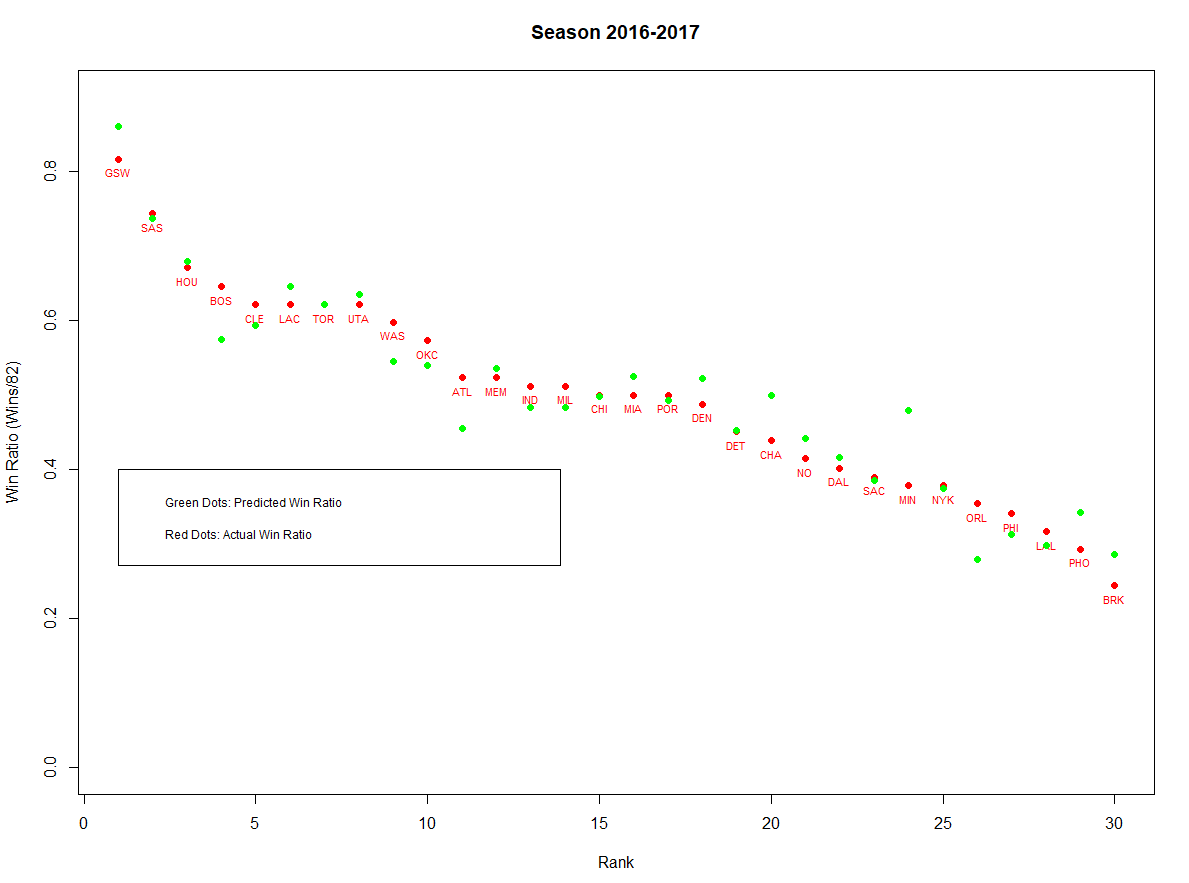 Season 2016-2017
Win Ratio (Wins/82)
0.8
0.6
0.4
0.2
0.0
GSW
SAS
HOU
BOS
CLE
LAC
TOR
UTA
WAS
OKC
ATL
MEM
IND
MIL
CHI
MIA
POR
DEN
DET
CHA
NO
DAL
SAC
MIN
NYK
ORL
PHI
LAL
PHO
BRK
Green Dots: Predicted Win Ratio
Red Dots: Actual Win Ratio
0 5 10 15 20 25 30
Rank